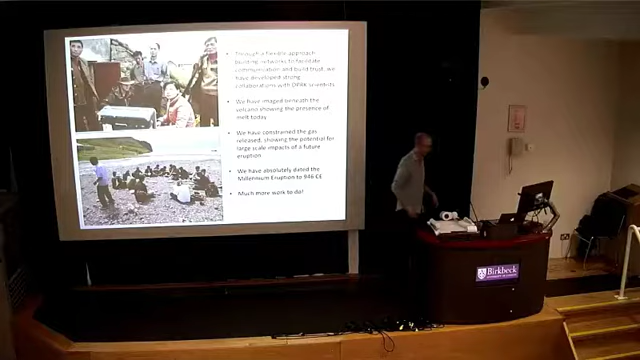 • Through a flexible approach
building networks to facilitate
communication and build trust, we
have developed strong
collaborations with DPRK scientists
• We have imaged beneath the
volcano showing the presence of
melt today
• We have constrained the gas
released, showing the potential for
large scale impacts of a future
eruption
• We have absolutely dated the
Millennium Eruption to 946 CE
• Much more work to do!
Birkbeck
UNIVERSITY OF LONDON